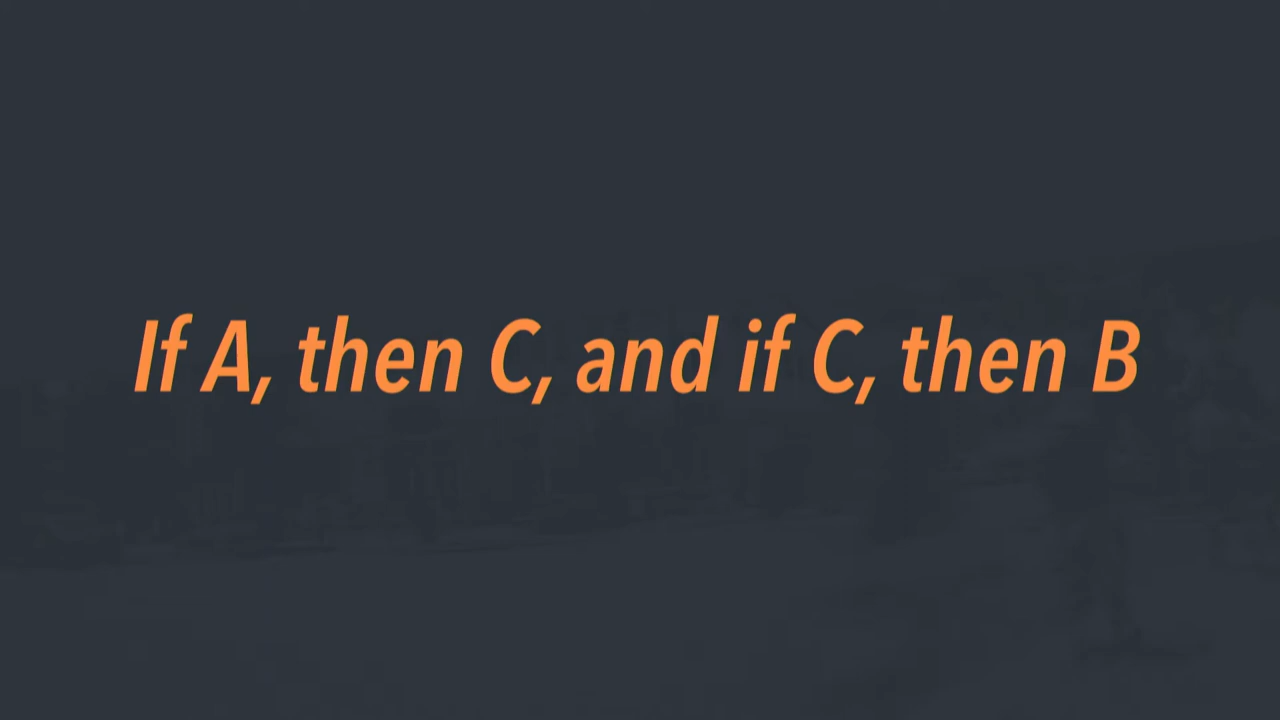 If A, then C, and if C, then B